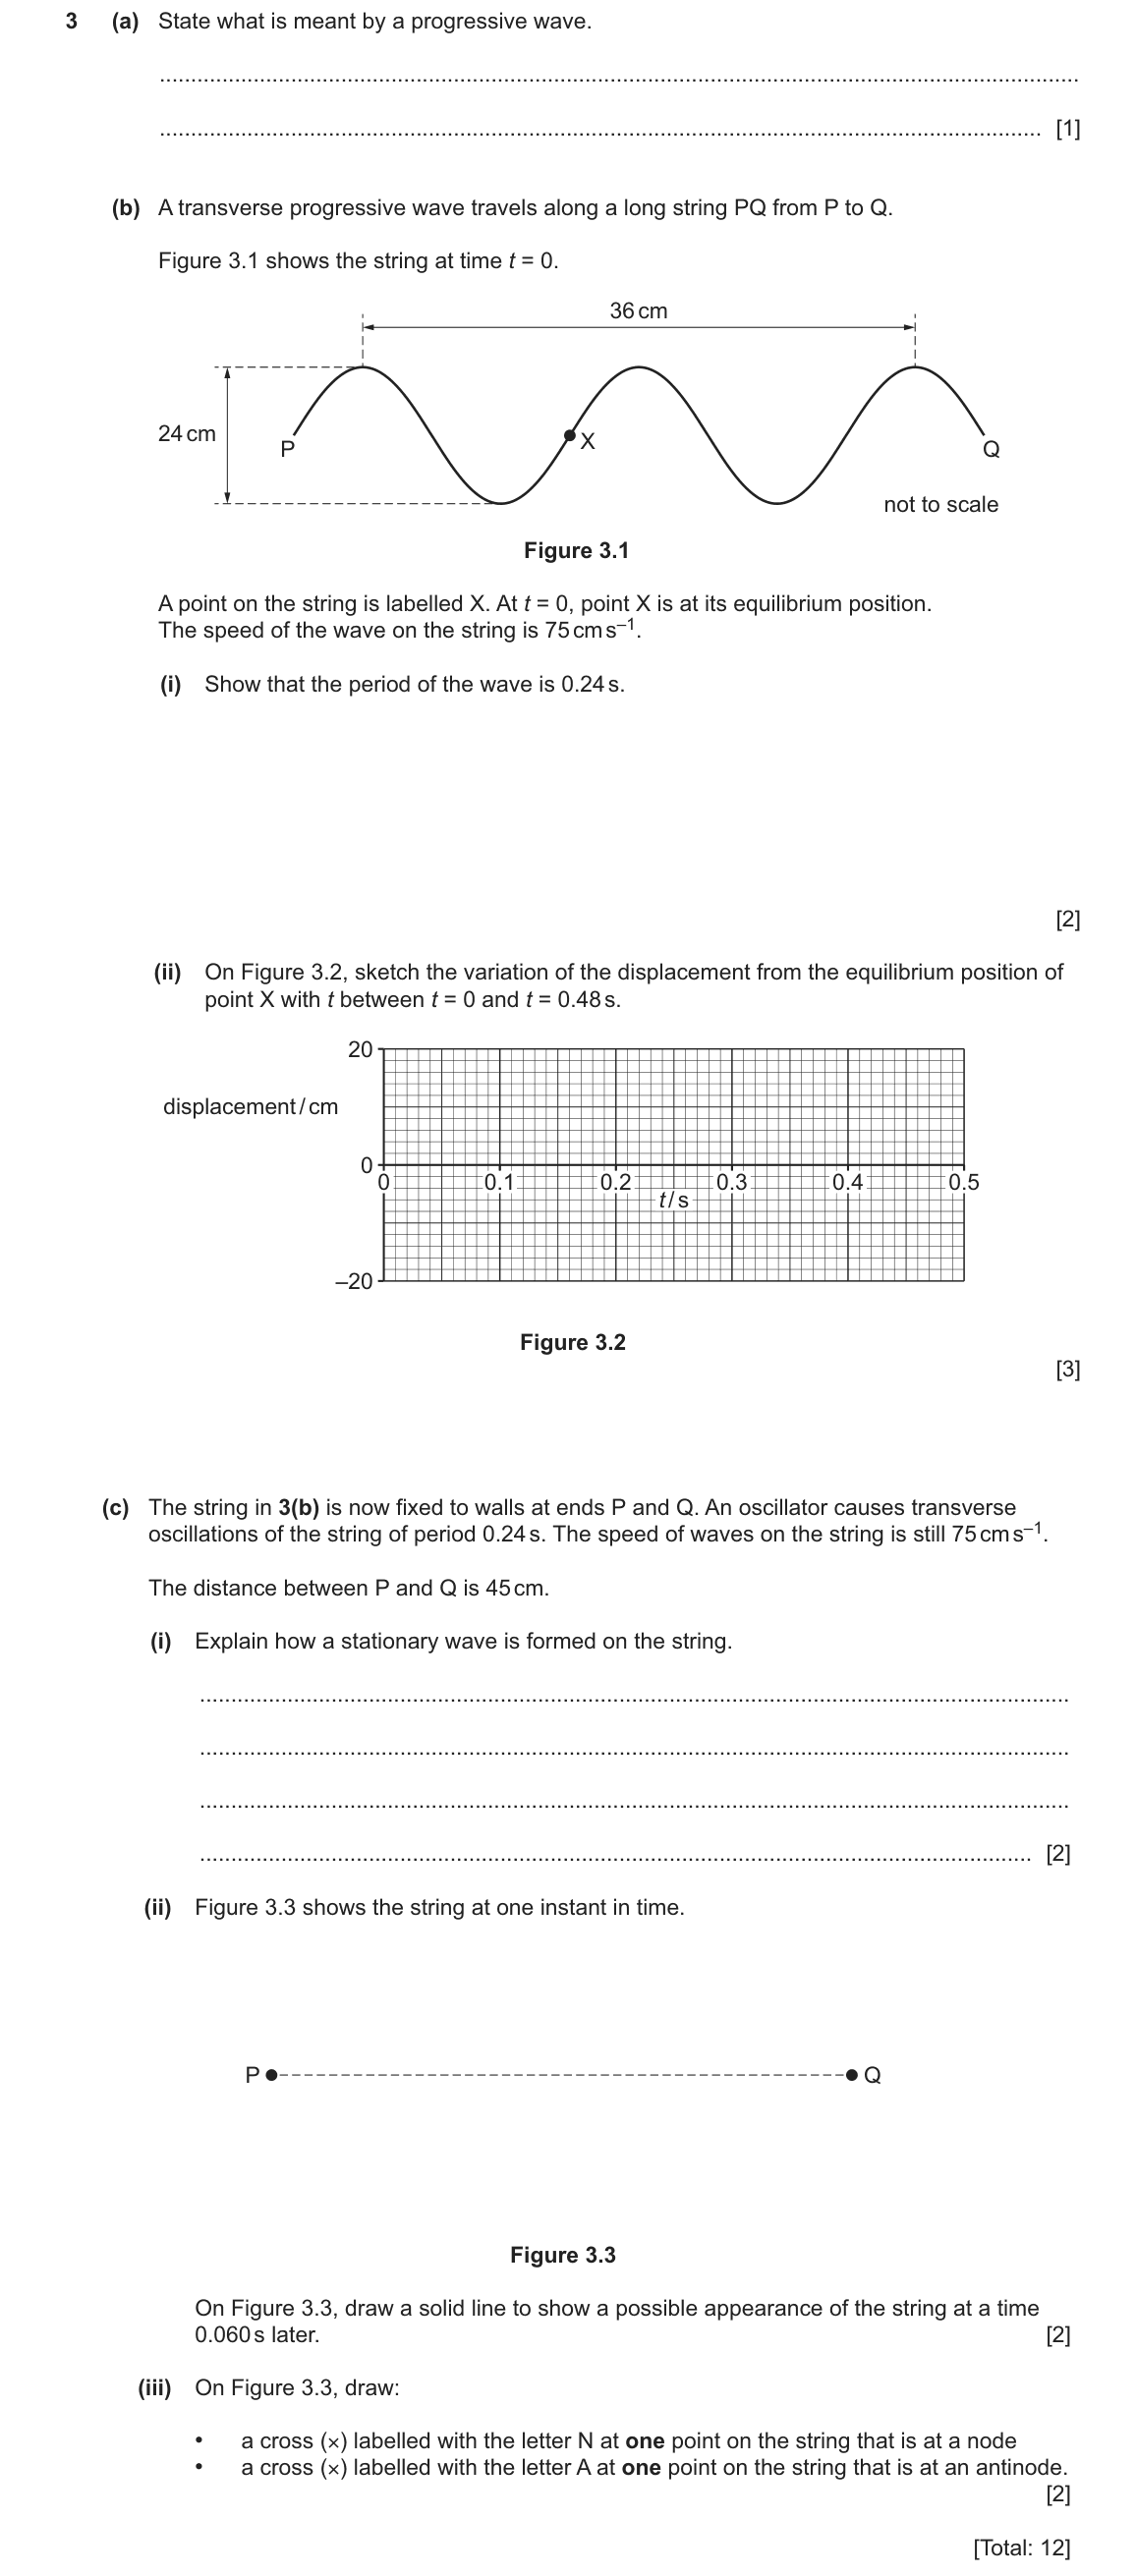 3 (a) State what is meant by a progressive wave.
..........................................................................
.......................................................................... [1]
(b) A transverse progressive wave travels along a long string PQ from P to Q.
Figure 3.1 shows the string at time t = 0.
36 cm
24 cm
P
X
Q
not to scale
Figure 3.1
A point on the string is labelled X. At t = 0, point X is at its equilibrium position.
The speed of the wave on the string is 75 cm s⁻¹.
(i) Show that the period of the wave is 0.24 s.
[2]
(ii) On Figure 3.2, sketch the variation of the displacement from the equilibrium position of
point X with t between t = 0 and t = 0.48 s.
20
displacement / cm
0
0 0.1 0.2 0.3 0.4 0.5
t / s
–20
Figure 3.2
[3]
(c) The string in 3(b) is now fixed to walls at ends P and Q. An oscillator causes transverse
oscillations of the string of period 0.24 s. The speed of waves on the string is still 75 cm s⁻¹.
The distance between P and Q is 45 cm.
(i) Explain how a stationary wave is formed on the string.
..........................................................................
..........................................................................
..........................................................................
.......................................................................... [2]
(ii) Figure 3.3 shows the string at one instant in time.
P Q
Figure 3.3
On Figure 3.3, draw a solid line to show a possible appearance of the string at a time
0.060 s later. [2]
(iii) On Figure 3.3, draw:
• a cross (×) labelled with the letter N at one point on the string that is at a node
• a cross (×) labelled with the letter A at one point on the string that is at an antinode.
[2]
[Total: 12]